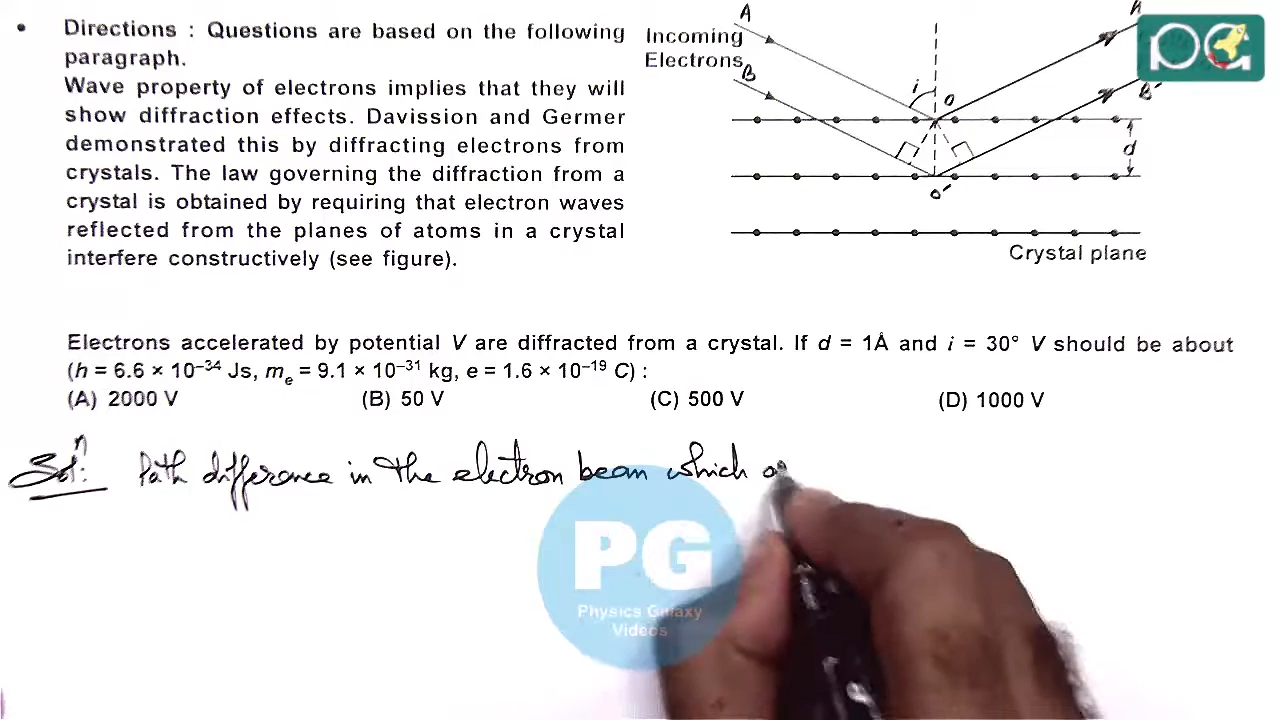 Directions : Questions are based on the following
paragraph.
Wave property of electrons implies that they will
show diffraction effects. Davission and Germer
demonstrated this by diffracting electrons from
crystals. The law governing the diffraction from a
crystal is obtained by requiring that electron waves
reflected from the planes of atoms in a crystal
interfere constructively (see figure).
A
Incoming
Electrons
B
i
O
O'
B'
d
Crystal plane
Electrons accelerated by potential V are diffracted from a crystal. If d = 1Å and i = 30° V should be about
(h = 6.6 × 10⁻³⁴ Js, mₑ = 9.1 × 10⁻³¹ kg, e = 1.6 × 10⁻¹⁹ C) :
(A) 2000 V (B) 50 V (C) 500 V (D) 1000 V
Solⁿ: Path difference in the electron beam which
PG
Physics Galaxy
Videos